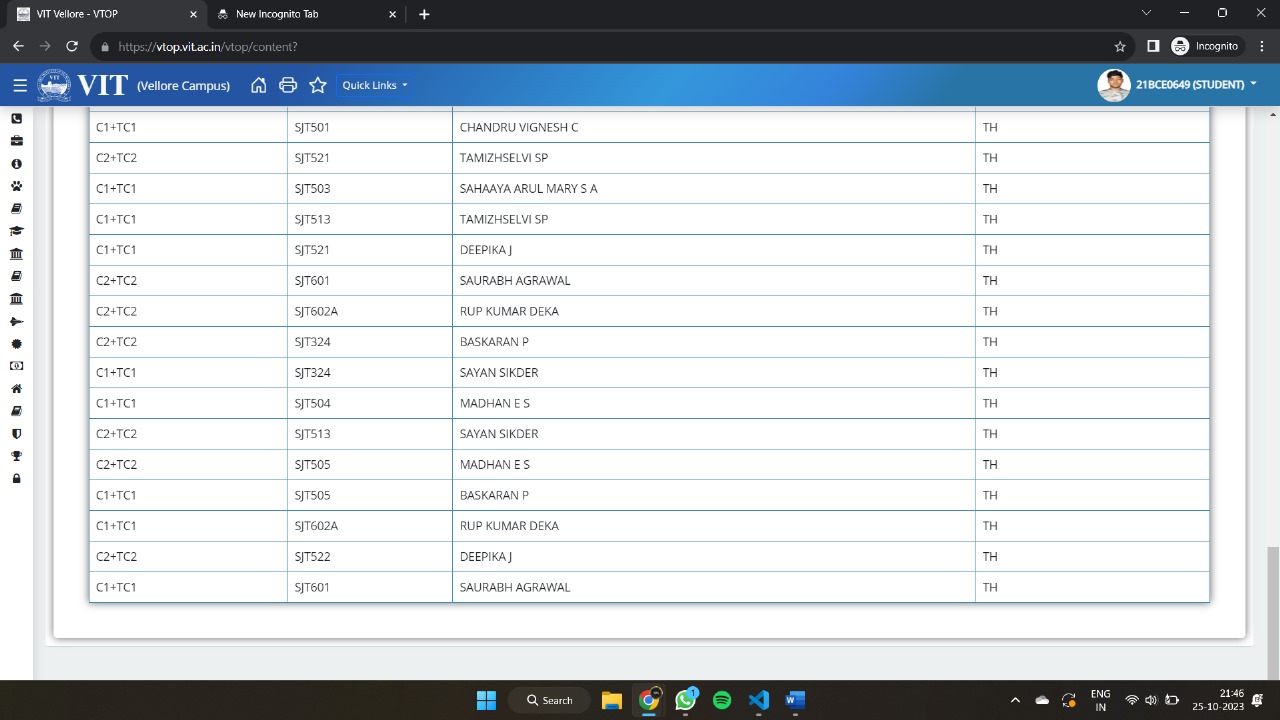 VIT Vellore - VTOP
New Incognito Tab
https://vtop.vit.ac.in/vtop/content?
Incognito
VIT (Vellore Campus) Quick Links 21BCE0649 (STUDENT)
C1+TC1 SJT501 CHANDRU VIGNESH C TH
C2+TC2 SJT521 TAMIZHSELVI SP TH
C1+TC1 SJT503 SAHAAYA ARUL MARY S A TH
C1+TC1 SJT513 TAMIZHSELVI SP TH
C1+TC1 SJT521 DEEPIKA J TH
C2+TC2 SJT601 SAURABH AGRAWAL TH
C2+TC2 SJT602A RUP KUMAR DEKA TH
C2+TC2 SJT324 BASKARAN P TH
C1+TC1 SJT324 SAYAN SIKDER TH
C1+TC1 SJT504 MADHAN E S TH
C2+TC2 SJT513 SAYAN SIKDER TH
C2+TC2 SJT505 MADHAN E S TH
C1+TC1 SJT505 BASKARAN P TH
C1+TC1 SJT602A RUP KUMAR DEKA TH
C2+TC2 SJT522 DEEPIKA J TH
C1+TC1 SJT601 SAURABH AGRAWAL TH
Search
1
ENG
IN
21:46
25-10-2023